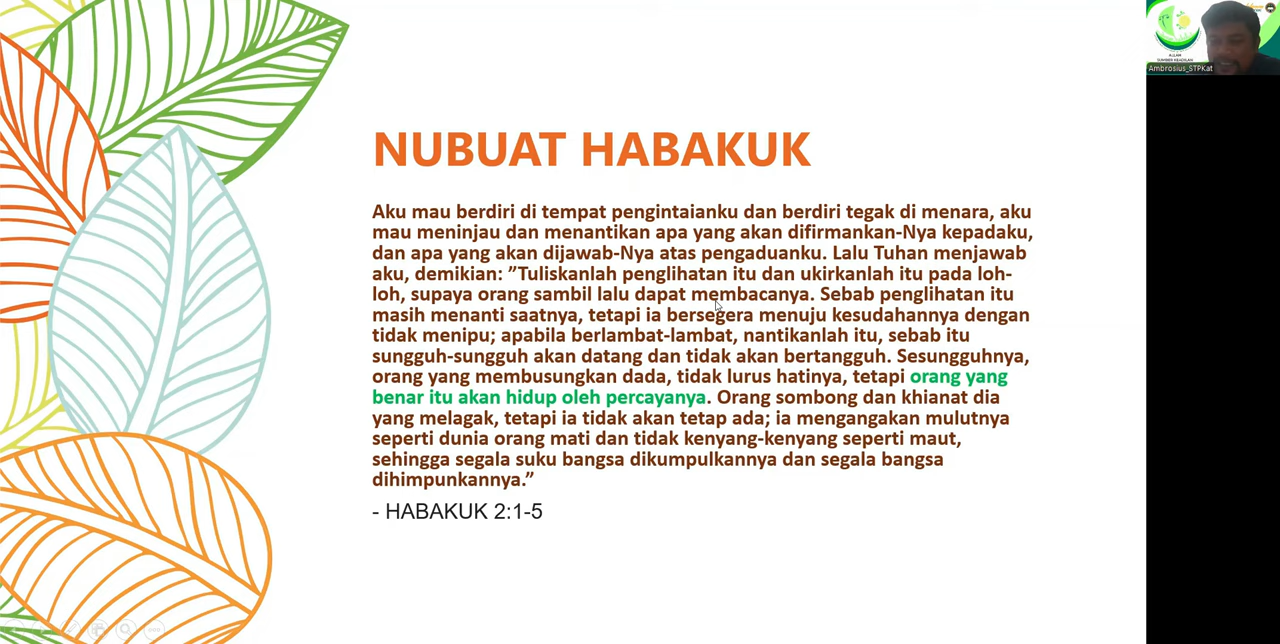 NUBUAT HABAKUK
Aku mau berdiri di tempat pengintaianku dan berdiri tegak di menara, aku
mau meninjau dan menantikan apa yang akan difirmankan-Nya kepadaku,
dan apa yang akan dijawab-Nya atas pengaduanku. Lalu Tuhan menjawab
aku, demikian: ”Tuliskanlah penglihatan itu dan ukirkanlah itu pada loh-
loh, supaya orang sambil lalu dapat membacanya. Sebab penglihatan itu
masih menanti saatnya, tetapi ia bersegera menuju kesudahannya dengan
tidak menipu; apabila berlambat-lambat, nantikanlah itu, sebab itu
sungguh-sungguh akan datang dan tidak akan bertangguh. Sesungguhnya,
orang yang membusungkan dada, tidak lurus hatinya, tetapi orang yang
benar itu akan hidup oleh percayanya. Orang sombong dan khianat dia
yang melagak, tetapi ia tidak akan tetap ada; ia mengangakan mulutnya
seperti dunia orang mati dan tidak kenyang-kenyang seperti maut,
sehingga segala suku bangsa dikumpulkannya dan segala bangsa
dihimpunkannya.”
- HABAKUK 2:1-5
ALLAH
SUMBER KEADILAN
Ambrosius_STPKat